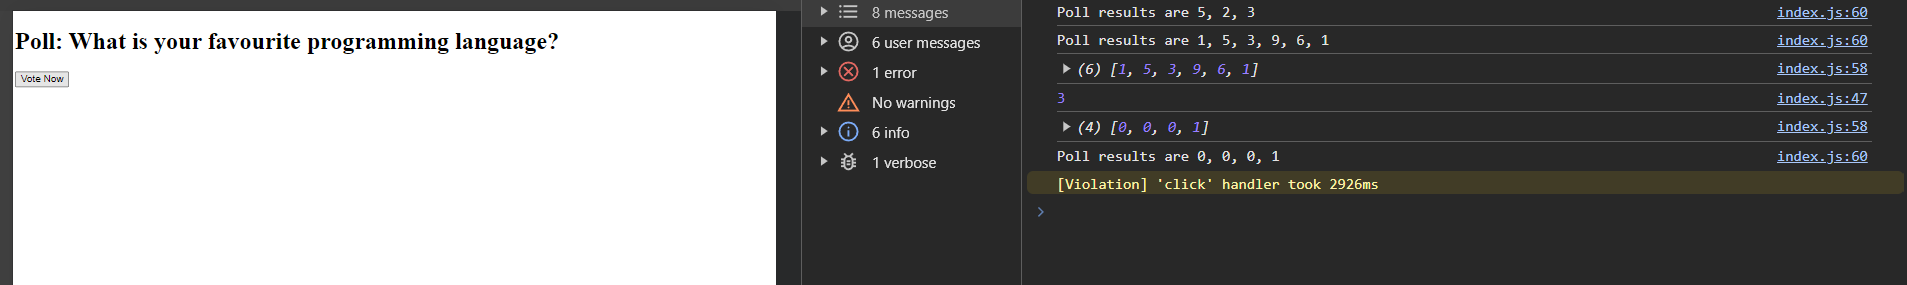 Poll: What is your favourite programming language?
Vote Now
8 messages
6 user messages
1 error
No warnings
6 info
1 verbose
Poll results are 5, 2, 3 index.js:60
Poll results are 1, 5, 3, 9, 6, 1 index.js:60
(6) [1, 5, 3, 9, 6, 1] index.js:58
3 index.js:47
(4) [0, 0, 0, 1] index.js:58
Poll results are 0, 0, 0, 1 index.js:60
[Violation] 'click' handler took 2926ms